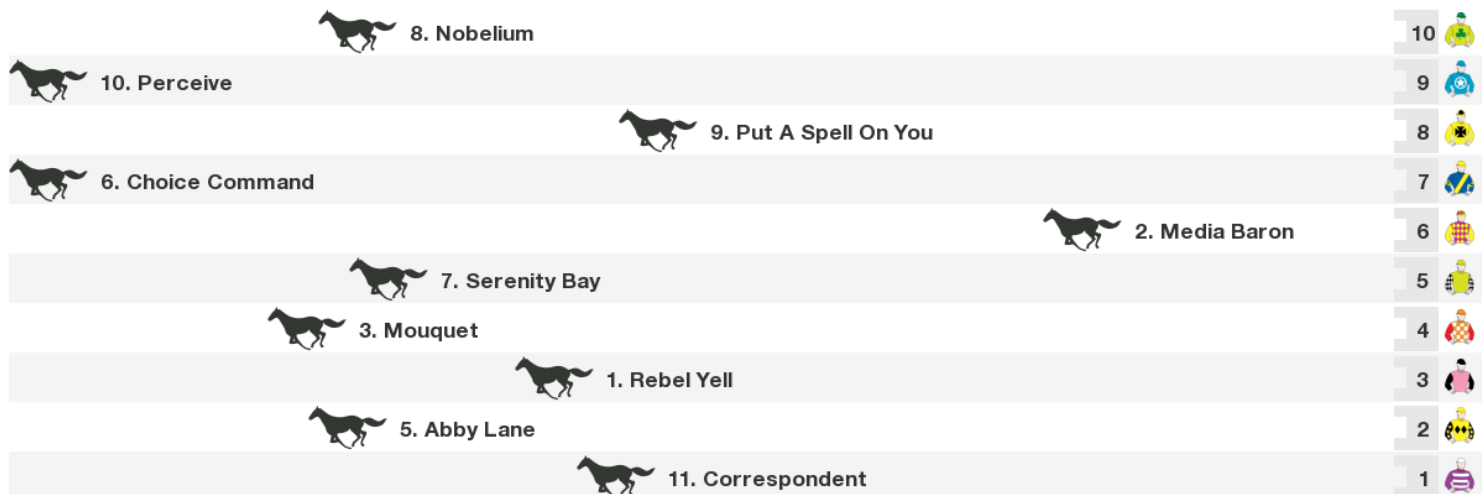 8. Nobelium 10
10. Perceive 9
9. Put A Spell On You 8
6. Choice Command 7
2. Media Baron 6
7. Serenity Bay 5
3. Mouquet 4
1. Rebel Yell 3
5. Abby Lane 2
11. Correspondent 1